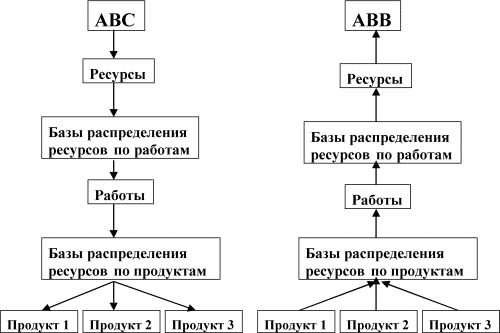 ABC
Ресурсы
Базы распределения
ресурсов по работам
Работы
Базы распределения
ресурсов по продуктам
Продукт 1
Продукт 2
Продукт 3
ABB
Ресурсы
Базы распределения
ресурсов по работам
Работы
Базы распределения
ресурсов по продуктам
Продукт 1
Продукт 2
Продукт 3